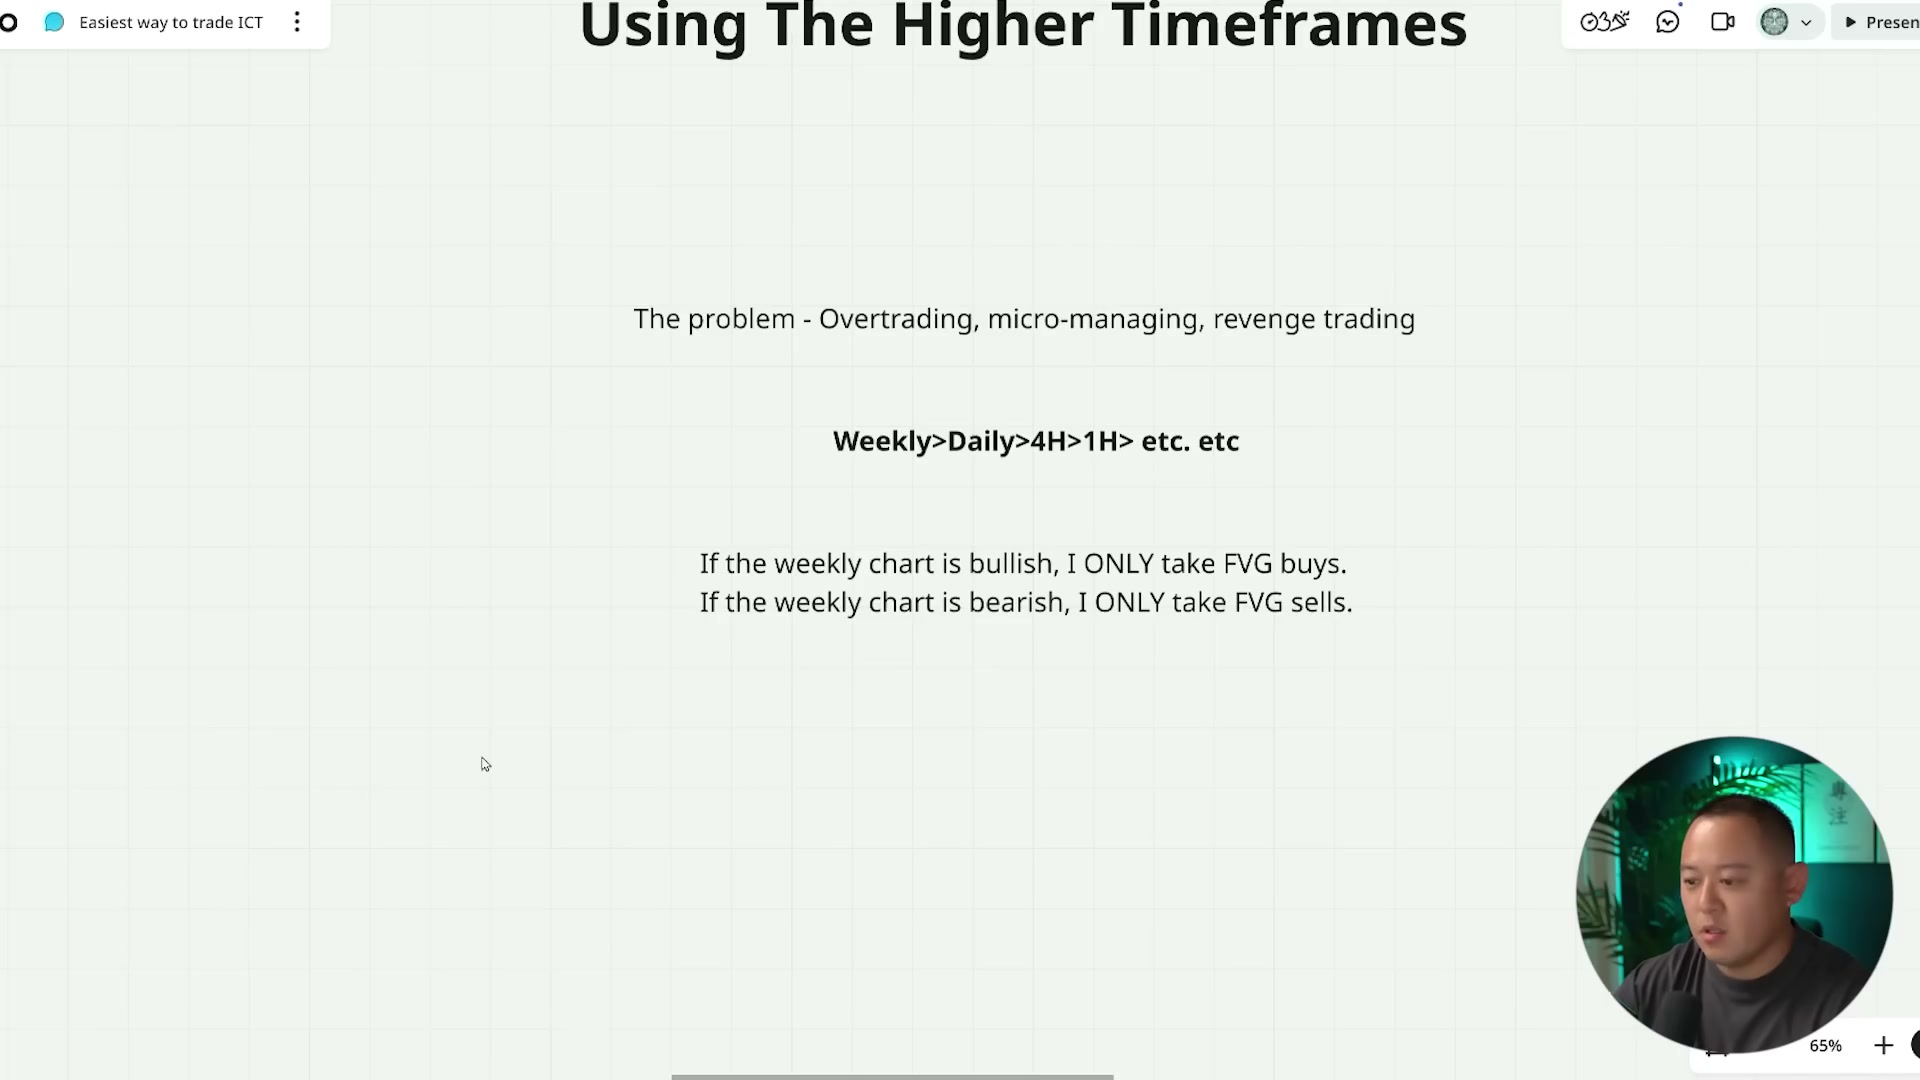 Easiest way to trade ICT
Using The Higher Timeframes
Presen
The problem - Overtrading, micro-managing, revenge trading
Weekly>Daily>4H>1H> etc. etc
If the weekly chart is bullish, I ONLY take FVG buys.
If the weekly chart is bearish, I ONLY take FVG sells.
專
注
65%